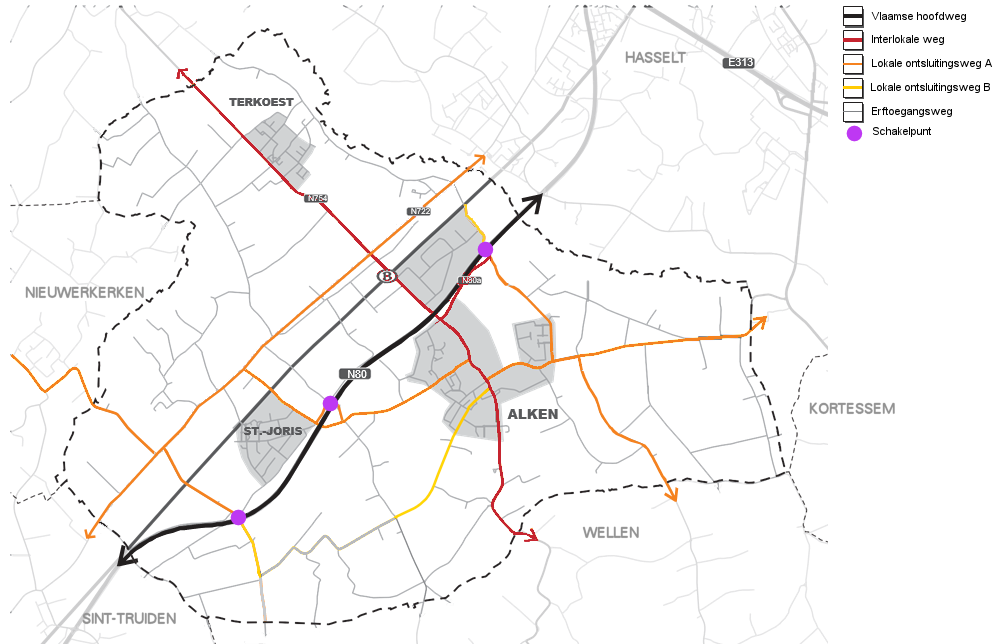 Vlaamse hoofdweg
Interlokale weg
Lokale ontsluitingsweg A
Lokale ontsluitingsweg B
Erftoegangsweg
Schakelpunt
HASSELT
E313
TERKOEST
N754
N722
B
N80a
NIEUWERKERKEN
N80
KORTESSEM
ALKEN
ST.-JORIS
WELLEN
SINT-TRUIDEN